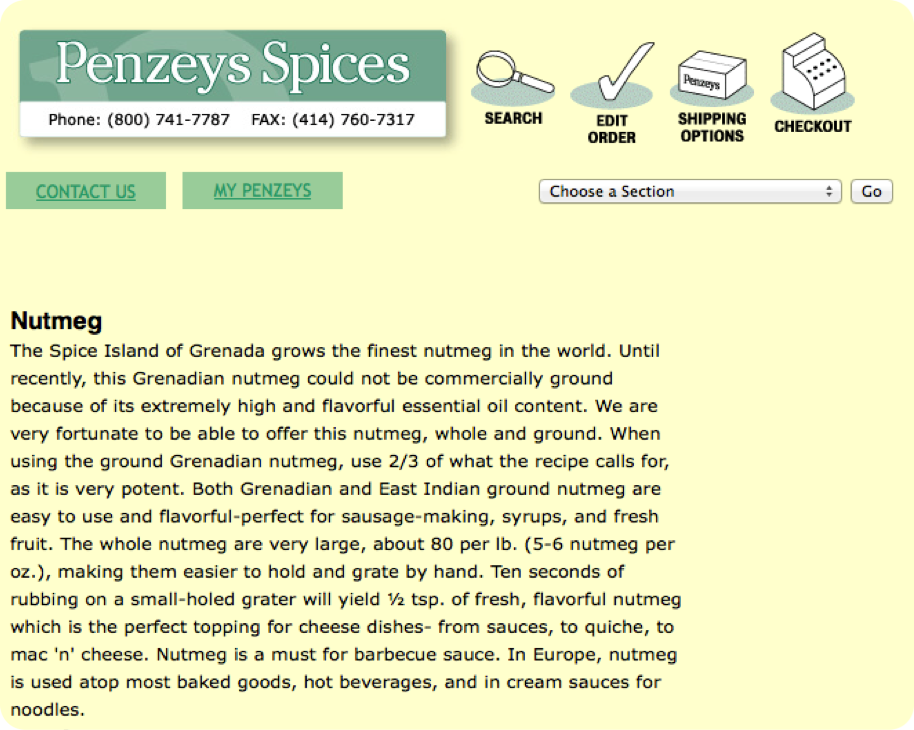 Penzeys Spices
Phone: (800) 741-7787 FAX: (414) 760-7317
SEARCH
EDIT
ORDER
Penzeys
SHIPPING
OPTIONS
CHECKOUT
CONTACT US
MY PENZEYS
Choose a Section
Go
Nutmeg
The Spice Island of Grenada grows the finest nutmeg in the world. Until
recently, this Grenadian nutmeg could not be commercially ground
because of its extremely high and flavorful essential oil content. We are
very fortunate to be able to offer this nutmeg, whole and ground. When
using the ground Grenadian nutmeg, use 2/3 of what the recipe calls for,
as it is very potent. Both Grenadian and East Indian ground nutmeg are
easy to use and flavorful-perfect for sausage-making, syrups, and fresh
fruit. The whole nutmeg are very large, about 80 per lb. (5-6 nutmeg per
oz.), making them easier to hold and grate by hand. Ten seconds of
rubbing on a small-holed grater will yield ½ tsp. of fresh, flavorful nutmeg
which is the perfect topping for cheese dishes- from sauces, to quiche, to
mac 'n' cheese. Nutmeg is a must for barbecue sauce. In Europe, nutmeg
is used atop most baked goods, hot beverages, and in cream sauces for
noodles.